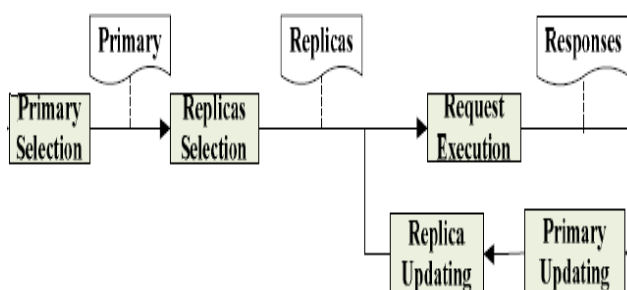 Primary
Replicas
Responses
Primary
Selection
Replicas
Selection
Request
Execution
Replica
Updating
Primary
Updating